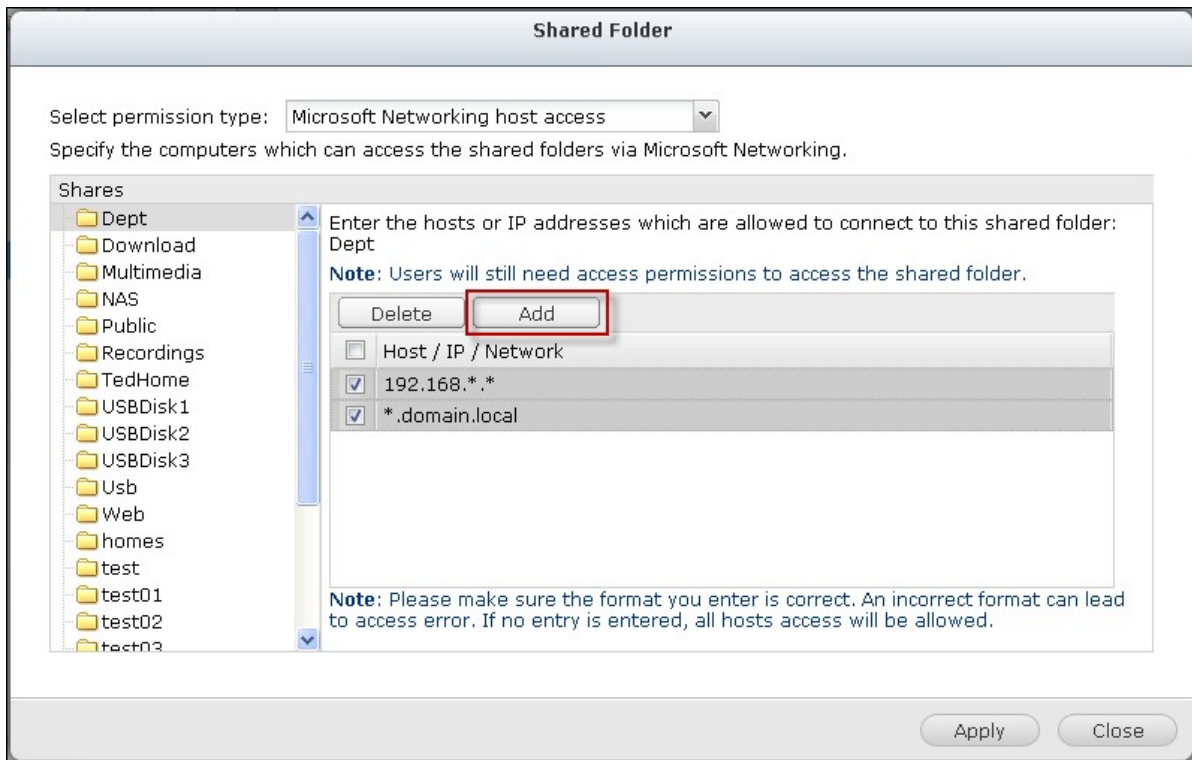 Shared Folder
Select permission type: Microsoft Networking host access
Specify the computers which can access the shared folders via Microsoft Networking.
Shares
Dept
Download
Multimedia
NAS
Public
Recordings
TedHome
USBDisk1
USBDisk2
USBDisk3
Usb
Web
homes
test
test01
test02
test03
Enter the hosts or IP addresses which are allowed to connect to this shared folder:
Dept
Note: Users will still need access permissions to access the shared folder.
Delete Add
Host / IP / Network
192.168.*.*
*.domain.local
Note: Please make sure the format you enter is correct. An incorrect format can lead
to access error. If no entry is entered, all hosts access will be allowed.
Apply Close